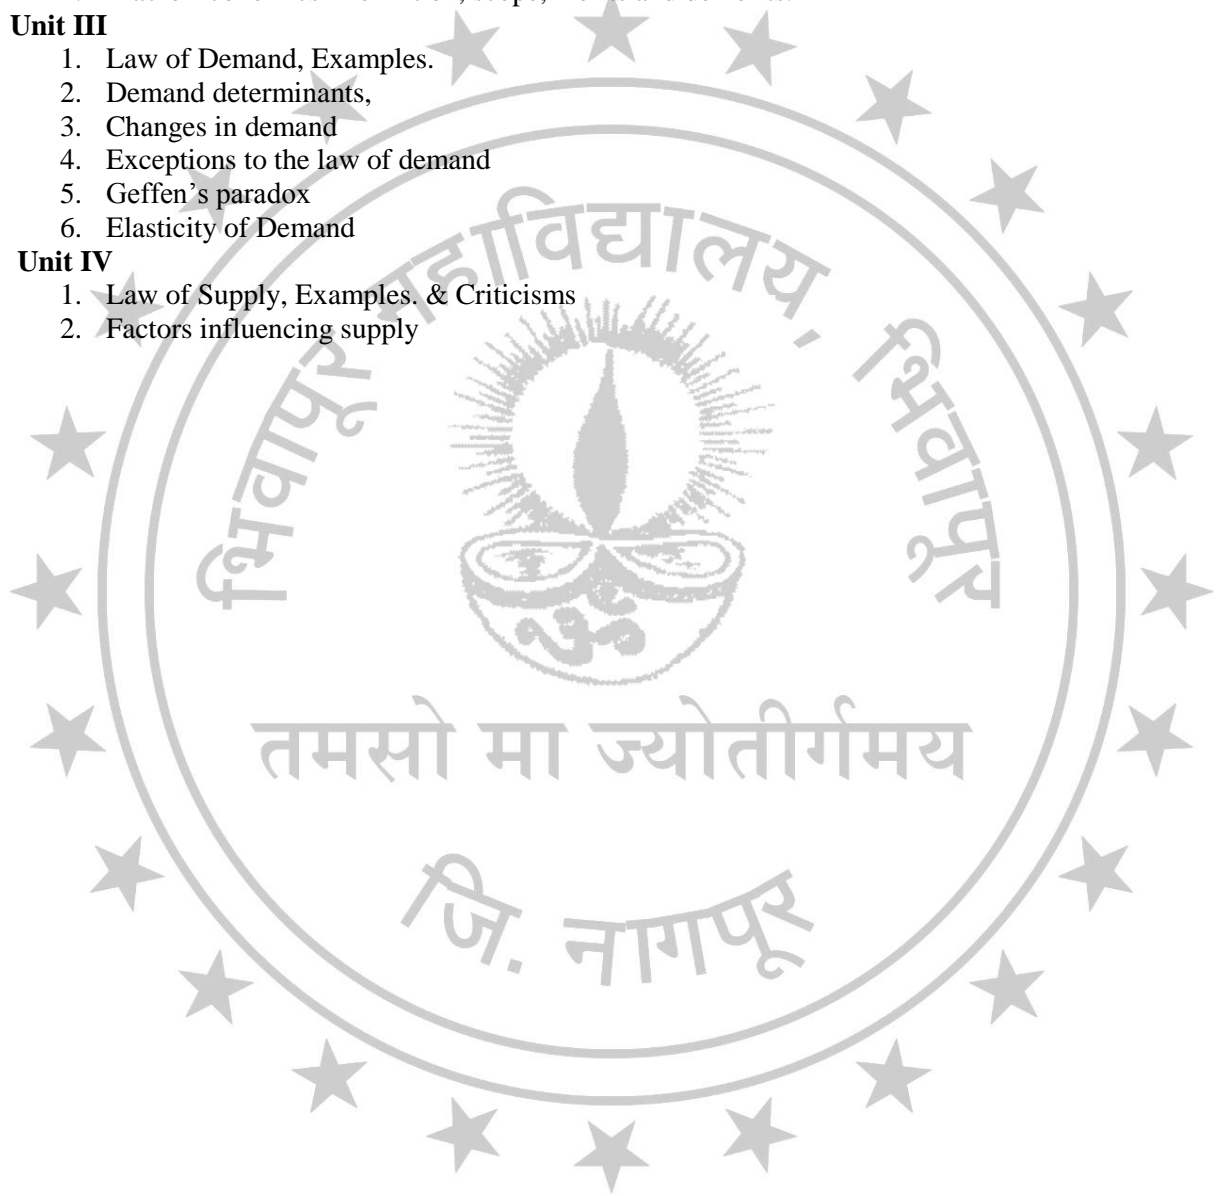 Unit III
1. Law of Demand, Examples.
2. Demand determinants,
3. Changes in demand
4. Exceptions to the law of demand
5. Geffen's paradox
6. Elasticity of Demand
Unit IV
1. Law of Supply, Examples. & Criticisms
2. Factors influencing supply
भिवापूर महाविद्यालय, भिवापूर
तमसो मा ज्योतीर्गमय
जि. नागपूर